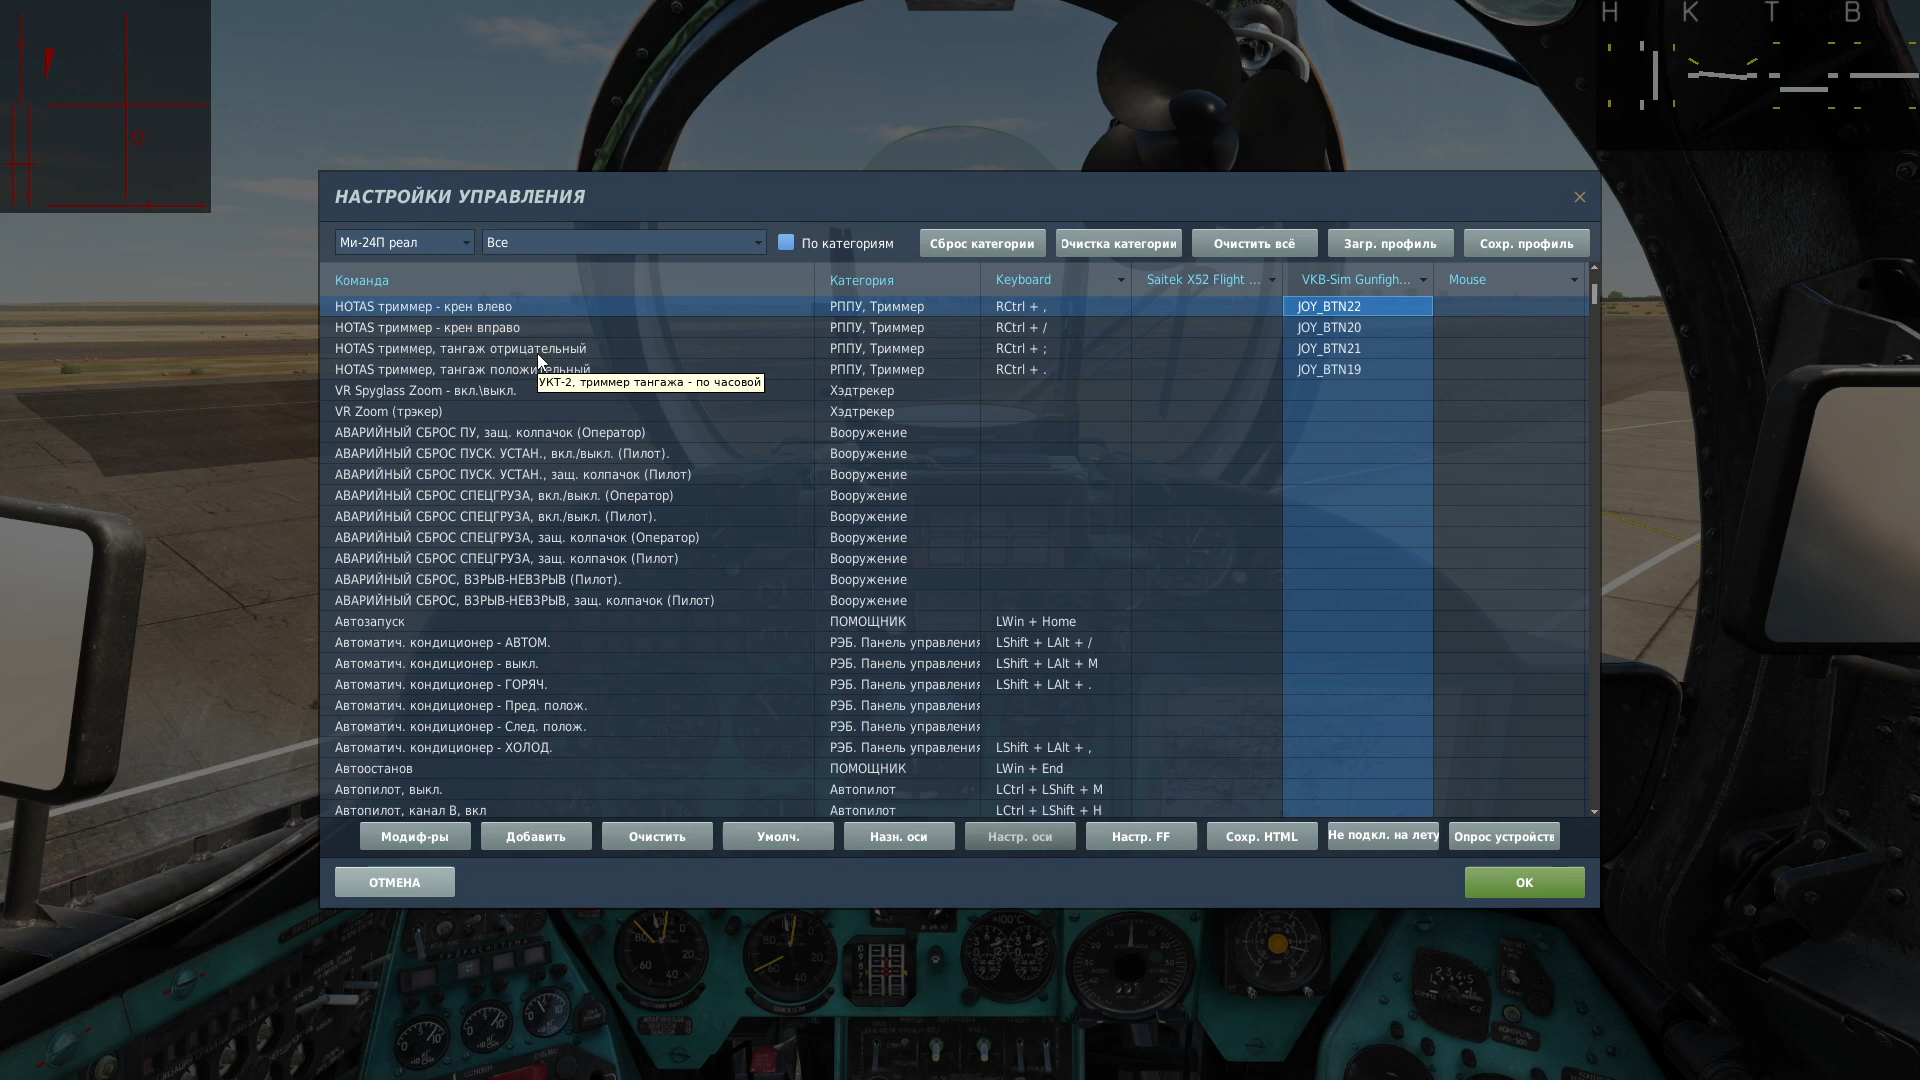 Н К Т В
НАСТРОЙКИ УПРАВЛЕНИЯ
Ми-24П реал Все По категориям Сброс категории Очистка категории Очистить всё Загр. профиль Сохр. профиль
Команда Категория Keyboard Saitek X52 Flight ... VKB-Sim Gunfigh... Mouse
HOTAS триммер - крен влево РППУ, Триммер RCtrl + , JOY_BTN22
HOTAS триммер - крен вправо РППУ, Триммер RCtrl + / JOY_BTN20
HOTAS триммер, тангаж отрицательный РППУ, Триммер RCtrl + ; JOY_BTN21
HOTAS триммер, тангаж положительный РППУ, Триммер RCtrl + . JOY_BTN19
УКТ-2, триммер тангажа - по часовой
VR Spyglass Zoom - вкл.\выкл. Хэдтрекер
VR Zoom (трэкер) Хэдтрекер
АВАРИЙНЫЙ СБРОС ПУ, защ. колпачок (Оператор) Вооружение
АВАРИЙНЫЙ СБРОС ПУСК. УСТАН., вкл./выкл. (Пилот). Вооружение
АВАРИЙНЫЙ СБРОС ПУСК. УСТАН., защ. колпачок (Пилот) Вооружение
АВАРИЙНЫЙ СБРОС СПЕЦГРУЗА, вкл./выкл. (Оператор) Вооружение
АВАРИЙНЫЙ СБРОС СПЕЦГРУЗА, вкл./выкл. (Пилот). Вооружение
АВАРИЙНЫЙ СБРОС СПЕЦГРУЗА, защ. колпачок (Оператор) Вооружение
АВАРИЙНЫЙ СБРОС СПЕЦГРУЗА, защ. колпачок (Пилот) Вооружение
АВАРИЙНЫЙ СБРОС, ВЗРЫВ-НЕВЗРЫВ (Пилот). Вооружение
АВАРИЙНЫЙ СБРОС, ВЗРЫВ-НЕВЗРЫВ, защ. колпачок (Пилот) Вооружение
Автозапуск ПОМОЩНИК LWin + Home
Автоматич. кондиционер - АВТОМ. РЭБ. Панель управления LShift + LAlt + /
Автоматич. кондиционер - выкл. РЭБ. Панель управления LShift + LAlt + M
Автоматич. кондиционер - ГОРЯЧ. РЭБ. Панель управления LShift + LAlt + .
Автоматич. кондиционер - Пред. полож. РЭБ. Панель управления
Автоматич. кондиционер - След. полож. РЭБ. Панель управления
Автоматич. кондиционер - ХОЛОД. РЭБ. Панель управления LShift + LAlt + ,
Автоостанов ПОМОЩНИК LWin + End
Автопилот, выкл. Автопилот LCtrl + LShift + M
Автопилот, канал В, вкл Автопилот LCtrl + LShift + H
Модиф-ры Добавить Очистить Умолч. Назн. оси Настр. оси Настр. FF Сохр. HTML Не подкл. на лету Опрос устройств
ОТМЕНА OK